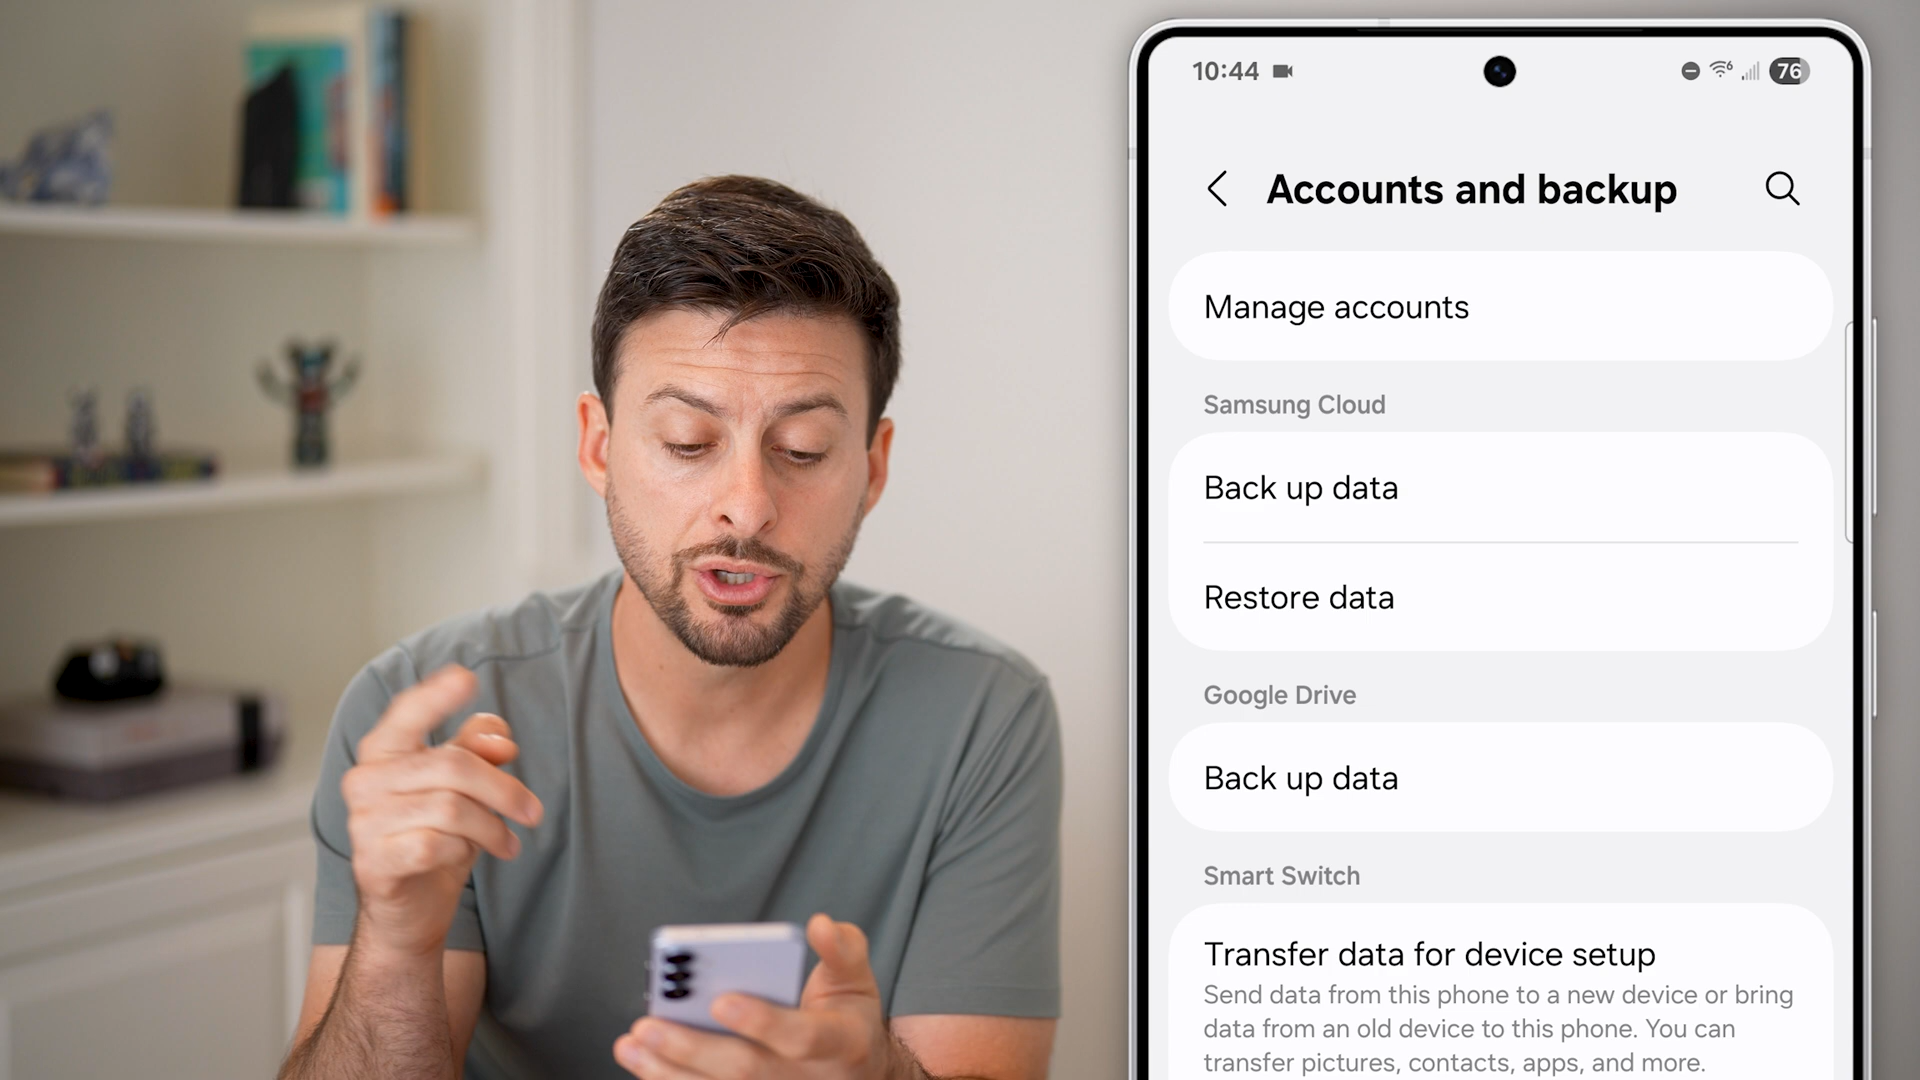 10:44
6
76
Accounts and backup
Manage accounts
Samsung Cloud
Back up data
Restore data
Google Drive
Back up data
Smart Switch
Transfer data for device setup
Send data from this phone to a new device or bring
data from an old device to this phone. You can
transfer pictures, contacts, apps, and more.